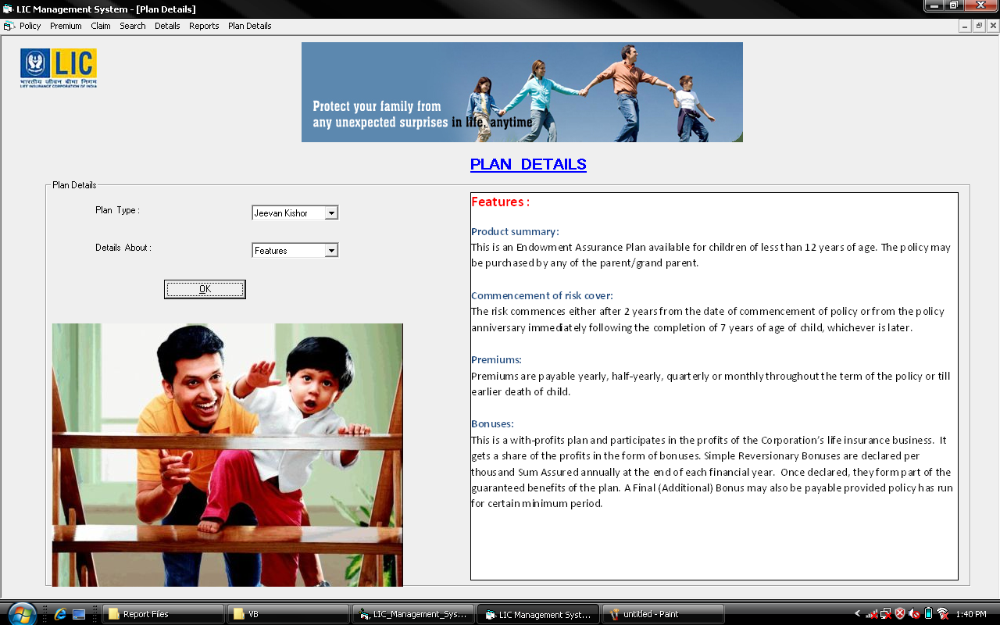 LIC Management System - [Plan Details]
Policy Premium Claim Search Details Reports Plan Details
LIC
भारतीय जीवन बीमा निगम
LIFE INSURANCE CORPORATION OF INDIA
Protect your family from
any unexpected surprises in life, anytime
PLAN DETAILS
Plan Details
Plan Type :
Jeevan Kishor
Details About :
Features
OK
Features :
Product summary:
This is an Endowment Assurance Plan available for children of less than 12 years of age. The policy may
be purchased by any of the parent/grand parent.
Commencement of risk cover:
The risk commences either after 2 years from the date of commencement of policy or from the policy
anniversary immediately following the completion of 7 years of age of child, whichever is later.
Premiums:
Premiums are payable yearly, half-yearly, quarterly or monthly throughout the term of the policy or till
earlier death of child.
Bonuses:
This is a with-profits plan and participates in the profits of the Corporation’s life insurance business. It
gets a share of the profits in the form of bonuses. Simple Reversionary Bonuses are declared per
thousand Sum Assured annually at the end of each financial year. Once declared, they form part of the
guaranteed benefits of the plan. A Final (Additional) Bonus may also be payable provided policy has run
for certain minimum period.
Report Files
VB
LIC_Management_Sys...
LIC Management Syst...
untitled - Paint
1:40 PM